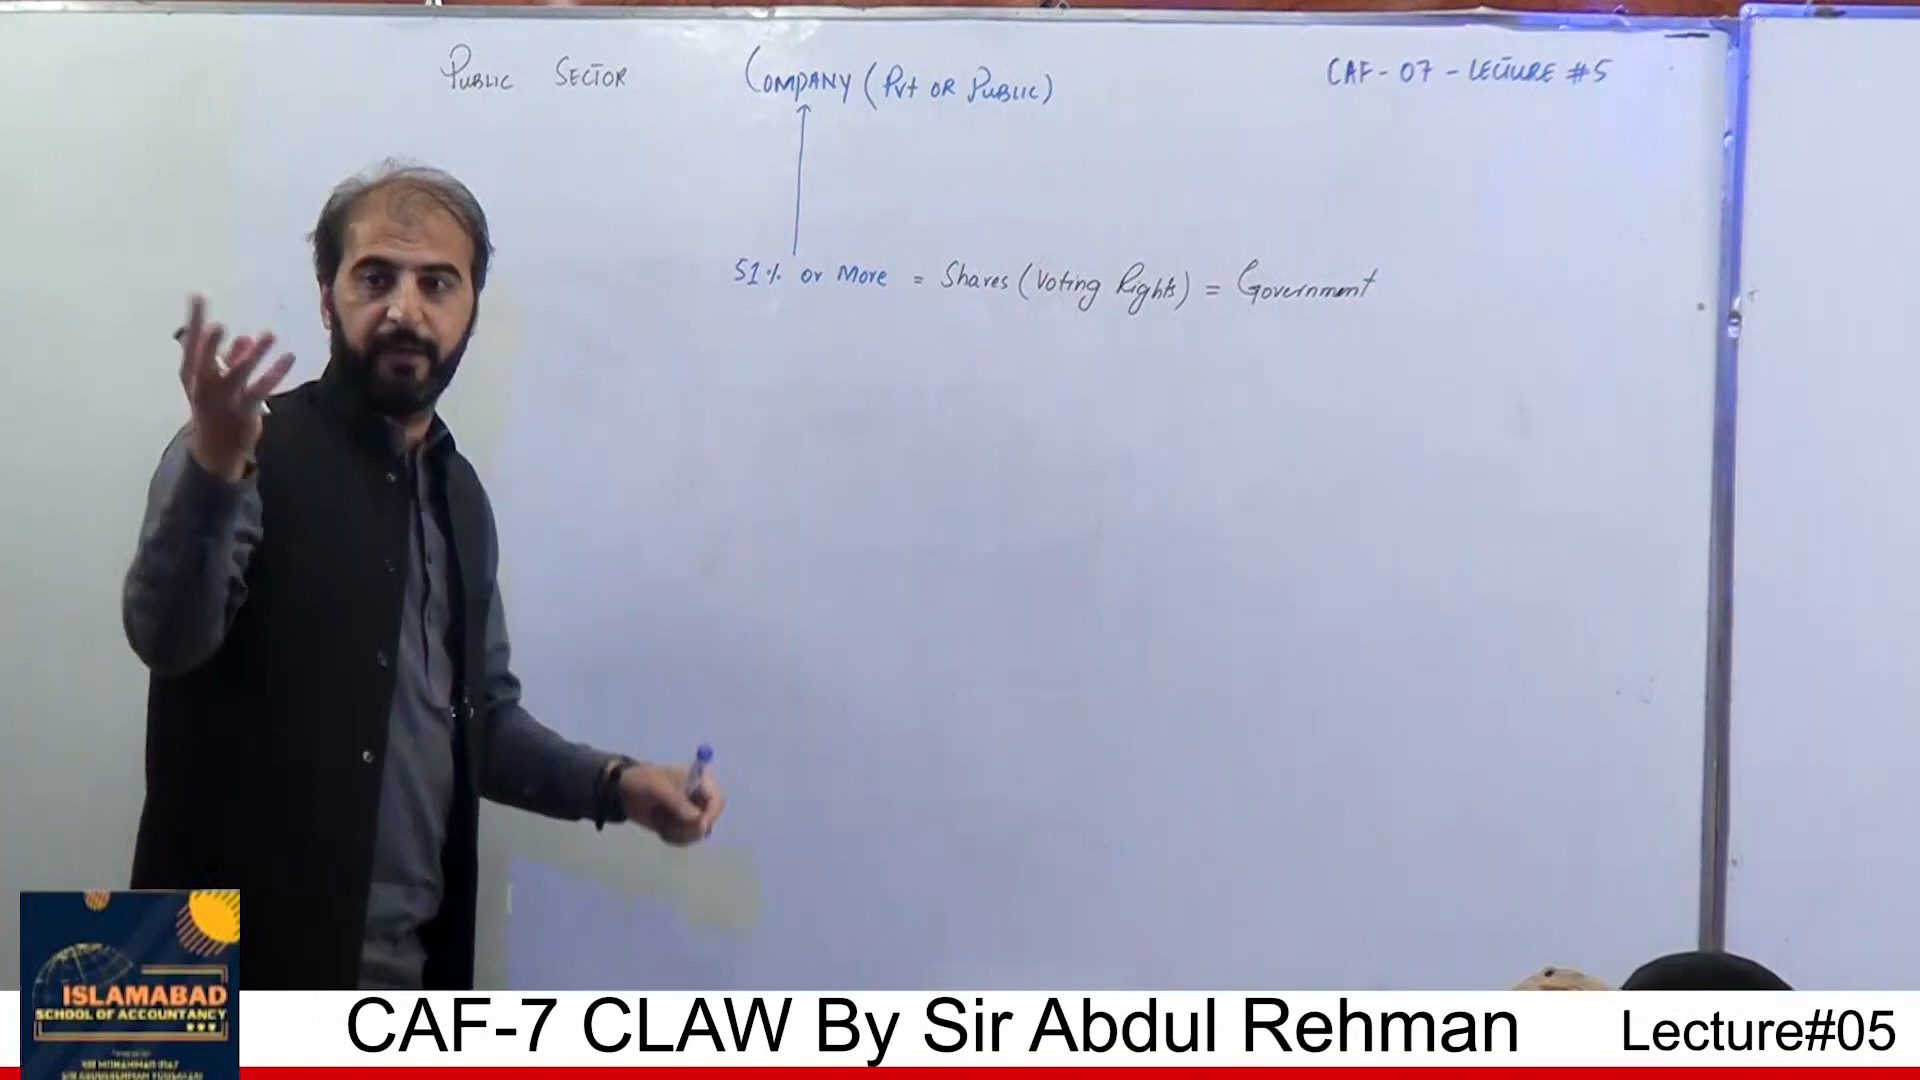 PUBLIC SECTOR COMPANY (Pvt OR PUBLIC)
CAF - 07 - LECTURE #5
51% or More = Shares (Voting Rights) = Government
ISLAMABAD
SCHOOL OF ACCOUNTANCY
CAF-7 CLAW By Sir Abdul Rehman
Lecture#05